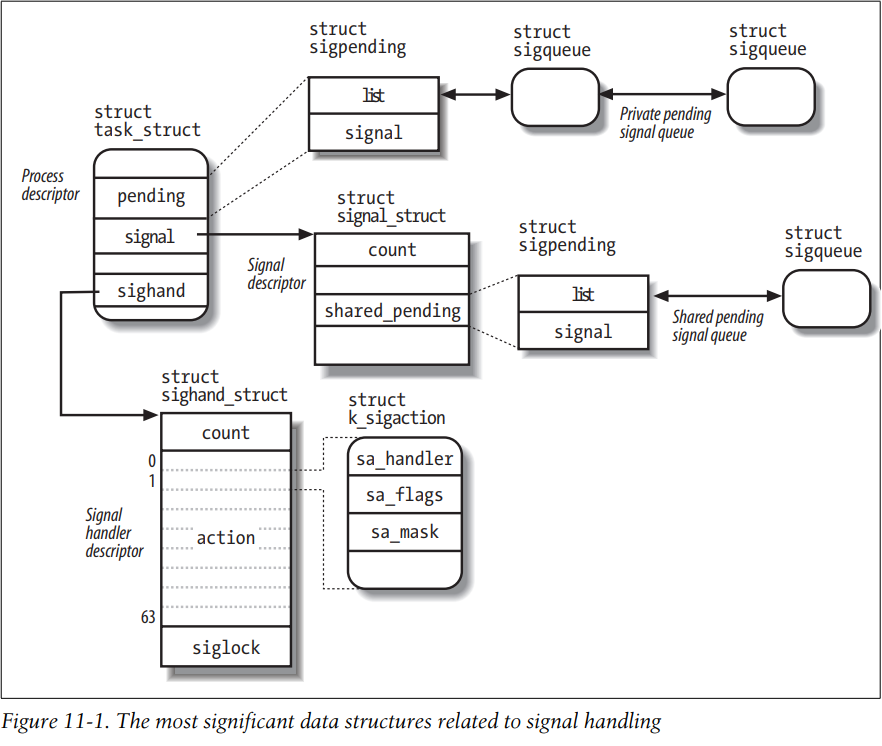 struct
sigpending
struct
sigqueue
struct
sigqueue
list
signal
Private pending
signal queue
struct
task_struct
Process
descriptor
pending
signal
sighand
struct
signal_struct
Signal
descriptor
count
shared_pending
struct
sigpending
list
signal
struct
sigqueue
Shared pending
signal queue
struct
sighand_struct
count
0
1
Signal
handler
descriptor
action
63
siglock
struct
k_sigaction
sa_handler
sa_flags
sa_mask
Figure 11-1. The most significant data structures related to signal handling